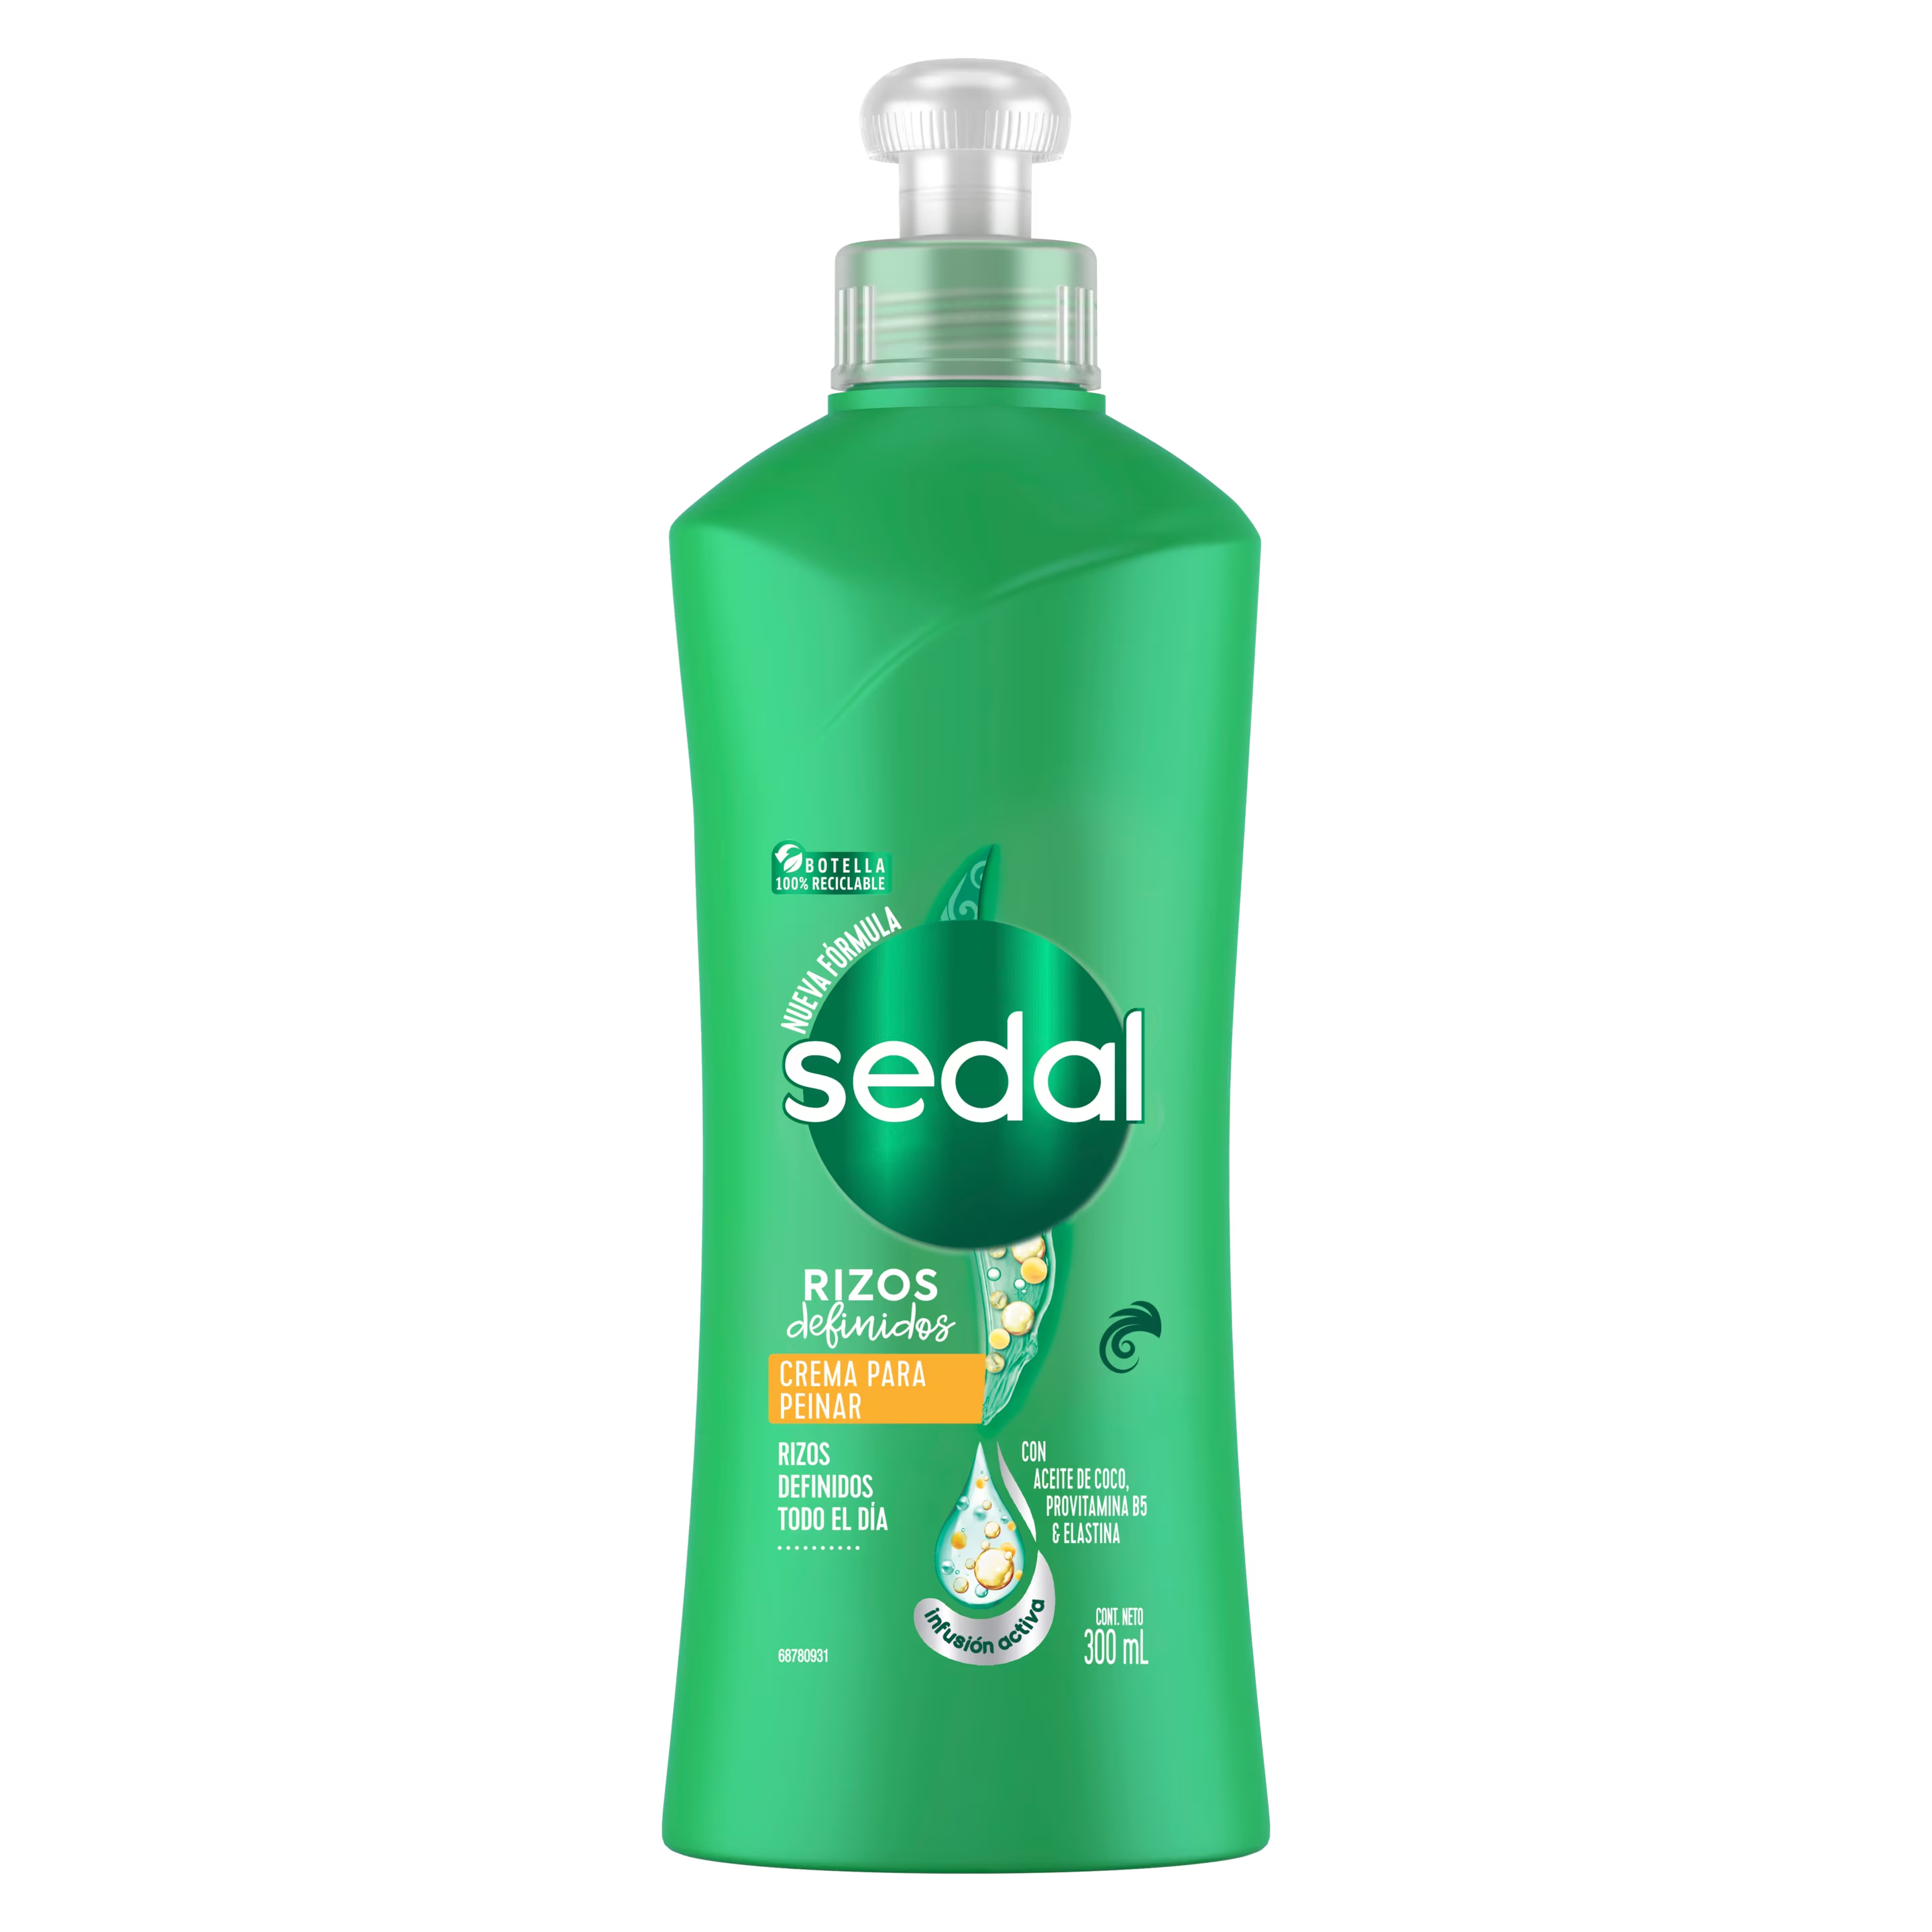 BOTELLA
100% RECICLABLE
NUEVA FÓRMULA
sedal
RIZOS
definidos
CREMA PARA
PEINAR
RIZOS
DEFINIDOS
TODO EL DÍA
CON
ACEITE DE COCO,
PROVITAMINA B5
& ELASTINA
infusión activa
CONT. NETO
300 mL
68780931